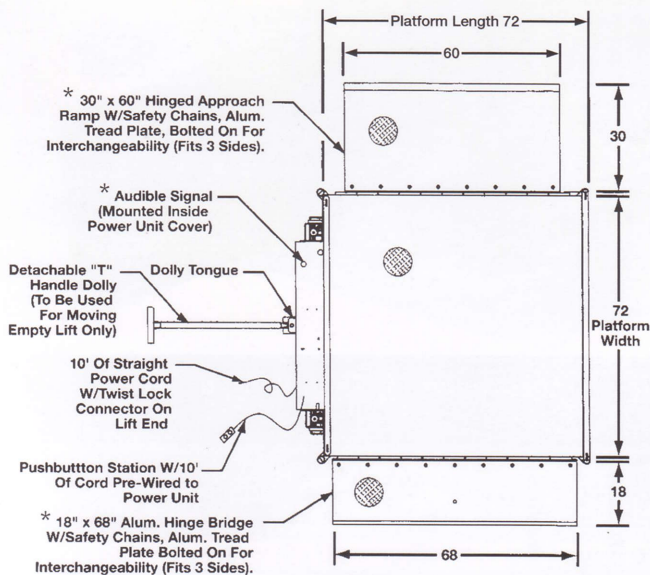 Platform Length 72
60
* 30" x 60" Hinged Approach
Ramp W/Safety Chains, Alum.
Tread Plate, Bolted On For
Interchangeability (Fits 3 Sides).
30
* Audible Signal
(Mounted Inside
Power Unit Cover)
Detachable "T"
Handle Dolly
(To Be Used
For Moving
Empty Lift Only)
Dolly Tongue
72
Platform
Width
10' Of Straight
Power Cord
W/Twist Lock
Connector On
Lift End
Pushbuttton Station W/10'
Of Cord Pre-Wired to
Power Unit
18
* 18" x 68" Alum. Hinge Bridge
W/Safety Chains, Alum. Tread
Plate Bolted On For
Interchangeability (Fits 3 Sides).
68